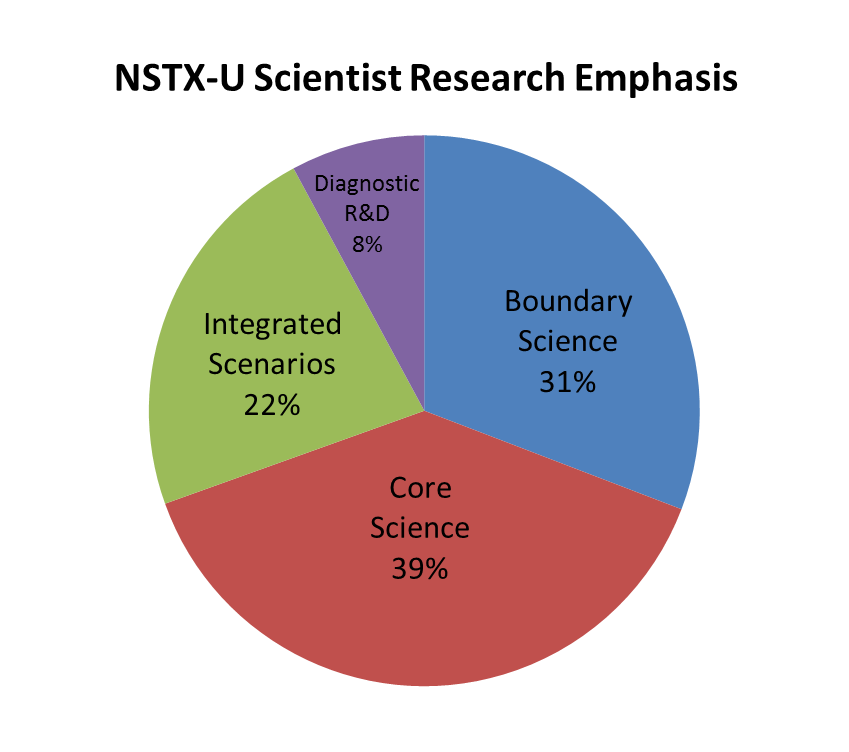 NSTX-U Scientist Research Emphasis
Diagnostic
R&D
8%
Boundary
Science
31%
Integrated
Scenarios
22%
Core
Science
39%